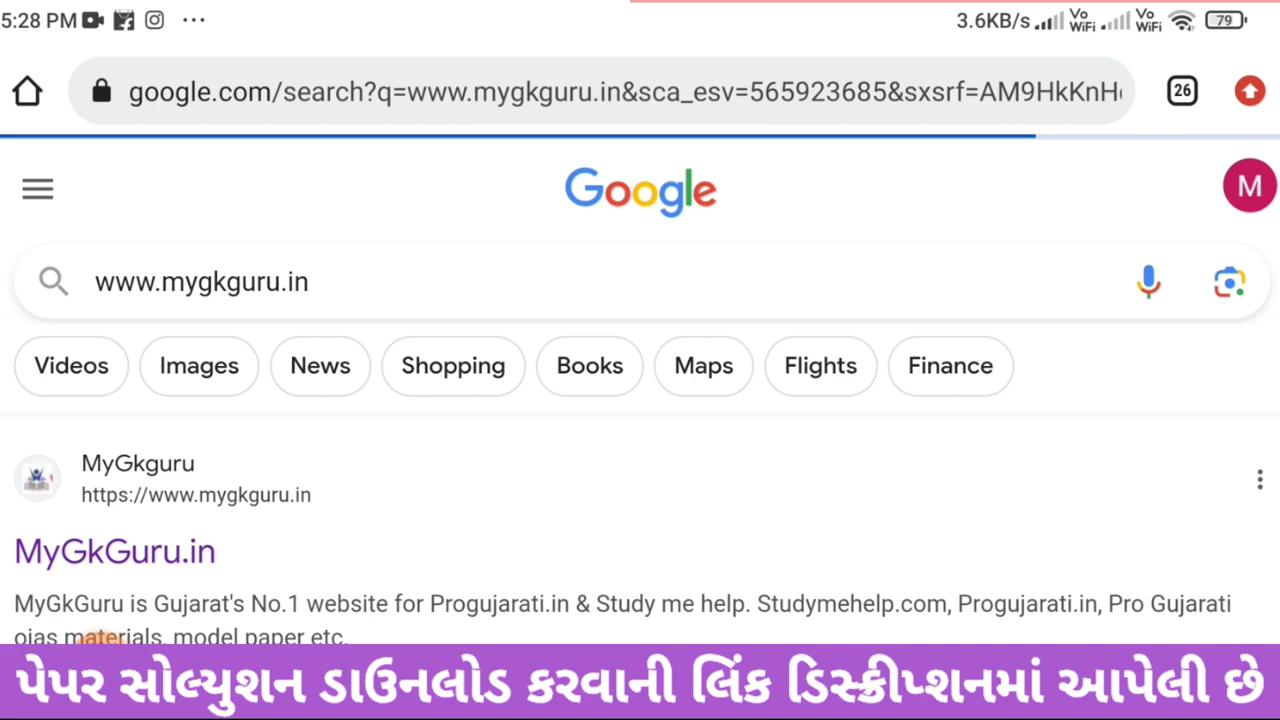 5:28 PM ... 3.6KB/s Vo WiFi Vo WiFi 79
google.com/search?q=www.mygkguru.in&sca_esv=565923685&sxsrf=AM9HkKnH 26
Google M
www.mygkguru.in
Videos Images News Shopping Books Maps Flights Finance
MyGkguru
https://www.mygkguru.in
MyGkGuru.in
MyGkGuru is Gujarat's No.1 website for Progujarati.in & Study me help. Studymehelp.com, Progujarati.in, Pro Gujarati
ojas materials, model paper etc.
પેપર સોલ્યુશન ડાઉનલોડ કરવાની લિંક ડિસ્ક્રીપ્શનમાં આપેલી છે